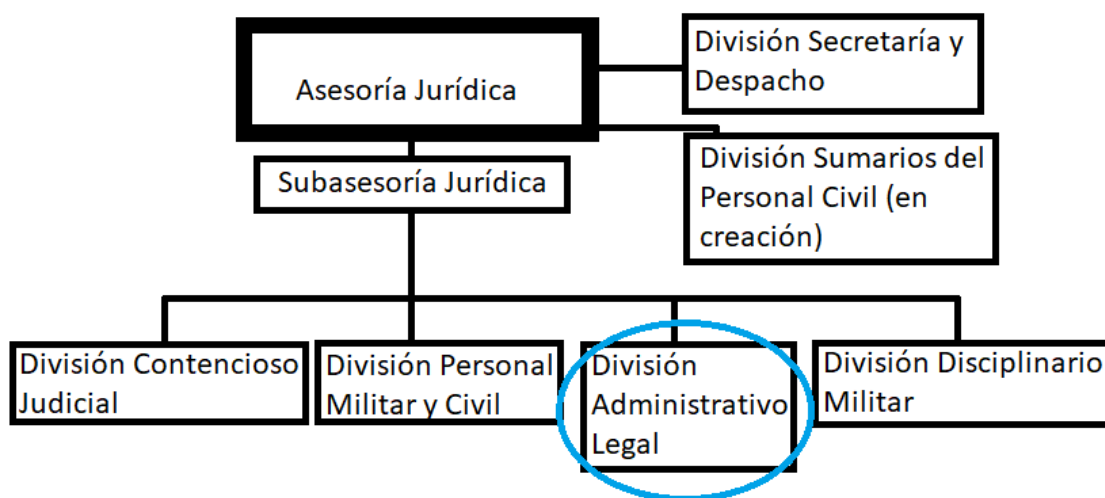 Asesoría Jurídica
División Secretaría y
Despacho
Subasesoría Jurídica
División Sumarios del
Personal Civil (en
creación)
División Contencioso
Judicial
División Personal
Militar y Civil
División
Administrativo
Legal
División Disciplinario
Militar